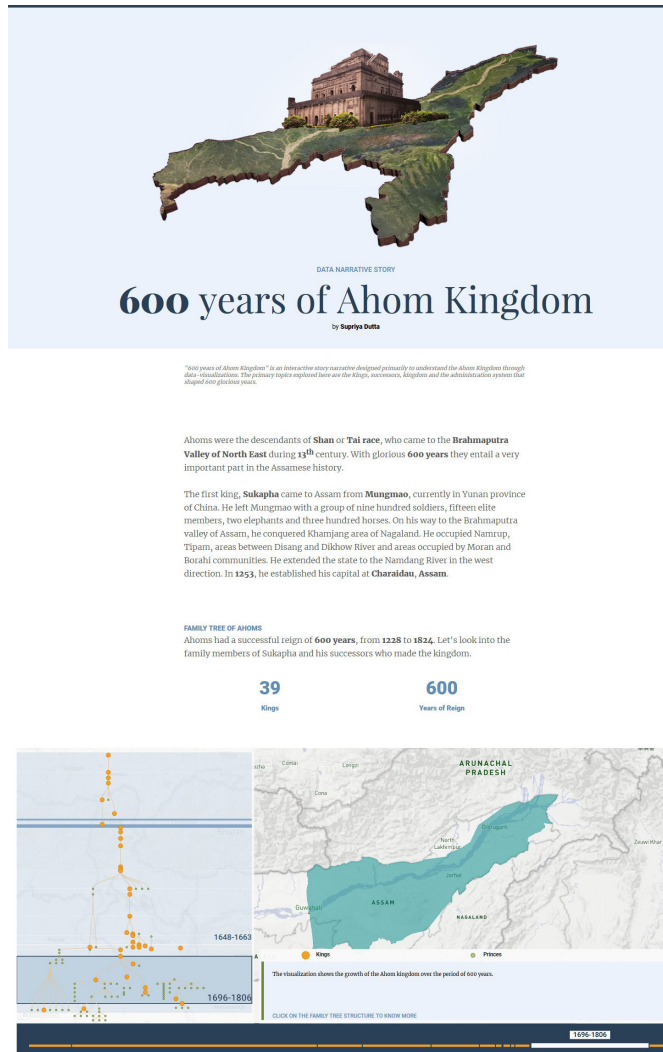 DATA NARRATIVE STORY
600 years of Ahom Kingdom
by Supriya Dutta
"600 years of Ahom Kingdom" is an interactive story narrative designed primarily to understand the Ahom Kingdom through
data-visualizations. The primary topics explored here are the Kings, successors, kingdom and the administration system that
shaped 600 glorious years.
Ahoms were the descendants of Shan or Tai race, who came to the Brahmaputra
Valley of North East during 13th century. With glorious 600 years they entail a very
important part in the Assamese history.
The first king, Sukapha came to Assam from Mungmao, currently in Yunan province
of China. He left Mungmao with a group of nine hundred soldiers, fifteen elite
members, two elephants and three hundred horses. On his way to the Brahmaputra
valley of Assam, he conquered Khamjang area of Nagaland. He occupied Namrup,
Tipam, areas between Disang and Dikhow River and areas occupied by Moran and
Borahi communities. He extended the state to the Namdang River in the west
direction. In 1253, he established his capital at Charaidau, Assam.
FAMILY TREE OF AHOMS
Ahoms had a successful reign of 600 years, from 1228 to 1824. Let's look into the
family members of Sukapha and his successors who made the kingdom.
39
Kings
600
Years of Reign
Comai
Cona
ARUNACHAL
PRADESH
North
Lakhimpur
Dibrugarh
Zeuwi Khar
Jorhat
Guwahati
ASSAM
NAGALAND
1648-1663
1696-1806
Kings
Princes
The visualization shows the growth of the Ahom kingdom over the period of 600 years.
CLICK ON THE FAMILY TREE STRUCTURE TO KNOW MORE
1696-1806